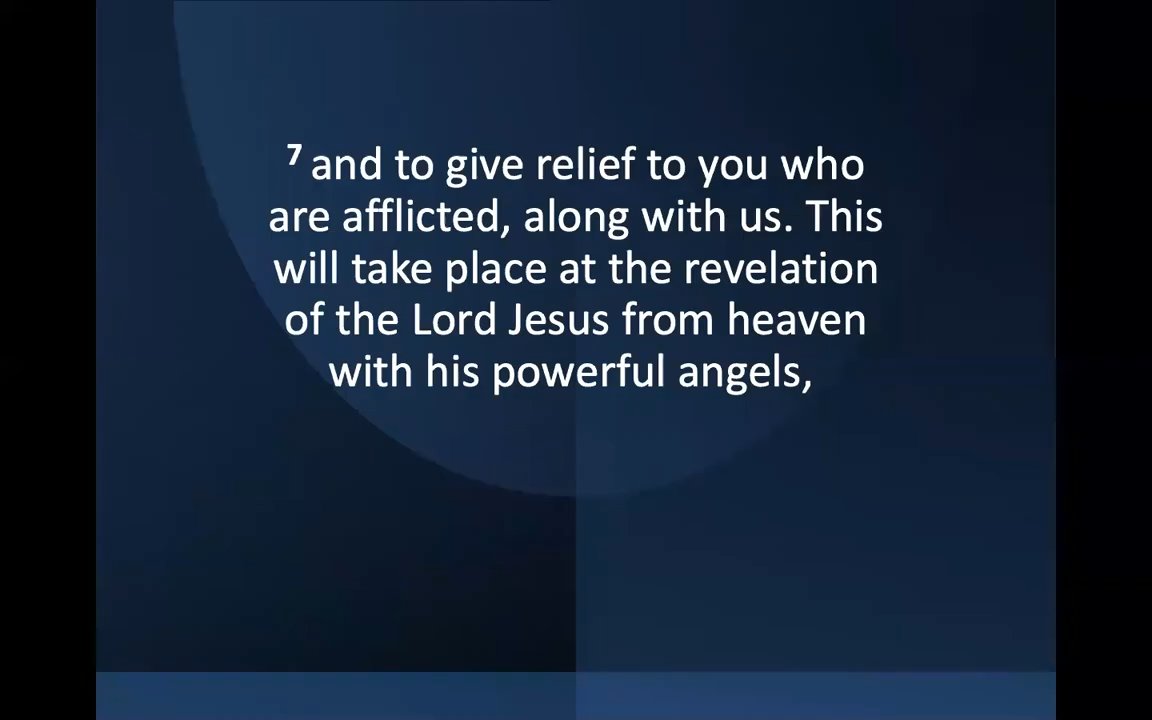 7 and to give relief to you who
are afflicted, along with us. This
will take place at the revelation
of the Lord Jesus from heaven
with his powerful angels,